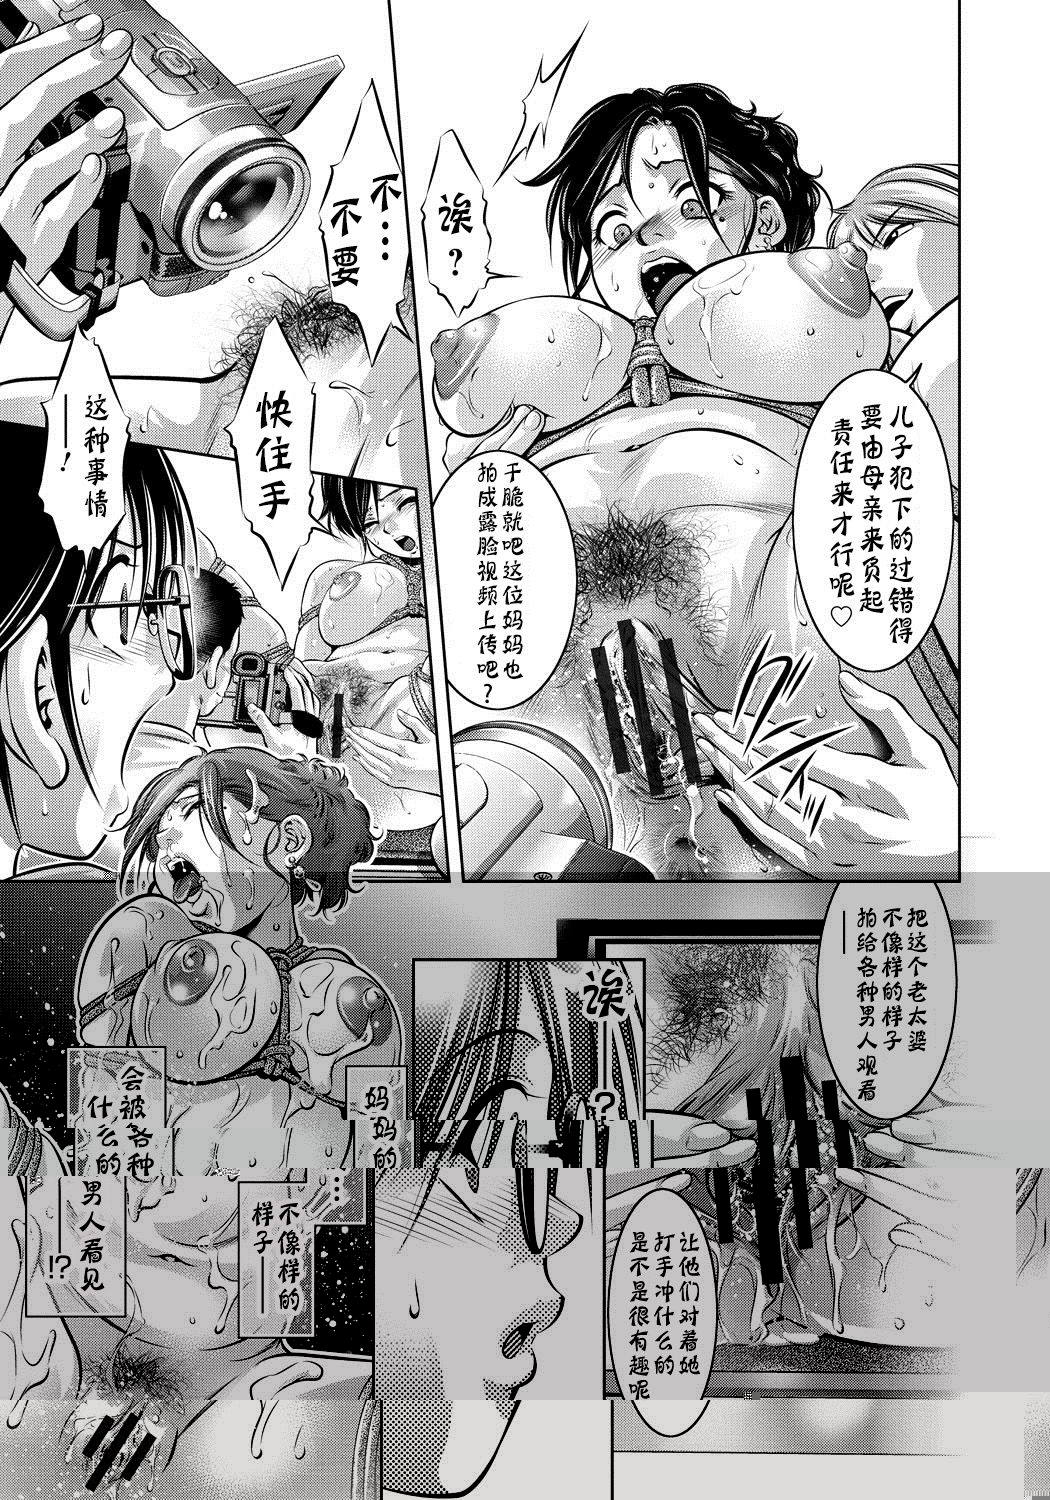 诶?
儿子犯下的过错得
要由母亲来负起
责任来才行呢♡
干脆就吧这位妈妈也
拍成露脸视频上传吧?
不…
不要
快住手
这种事情
——!
把这个老太婆
不像样的样子
拍给各种男人观看
——
让他们对着她
打手冲什么的
是不是很有趣呢
诶
?
妈妈的
…
不像样的
样子——
会被各种
什么的
男人看见
——
!?